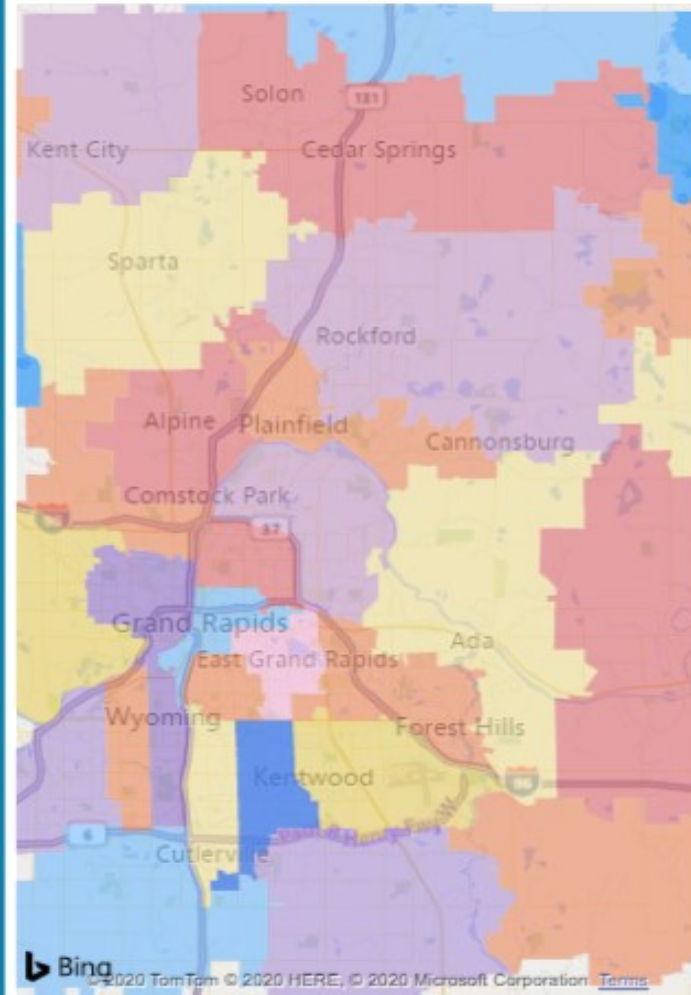 Solon
131
Kent City
Cedar Springs
Sparta
Rockford
Alpine
Plainfield
Cannonsburg
Comstock Park
37
Grand Rapids
Ada
East Grand Rapids
Wyoming
Forest Hills
Kentwood
6
Cutlerville
Bing
© 2020 TomTom © 2020 HERE, © 2020 Microsoft Corporation Terms